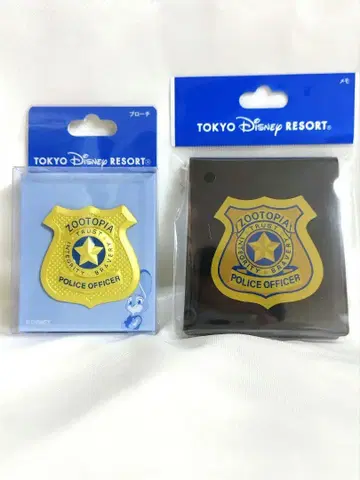 ブローチ
TOKYO Disney RESORT®
ZOOTOPIA
TRUST
INTEGRITY
BRAVERY
POLICE OFFICER
©DISNEY
メモ
TOKYO Disney RESORT®
ZOOTOPIA
TRUST
INTEGRITY
BRAVERY
POLICE OFFICER